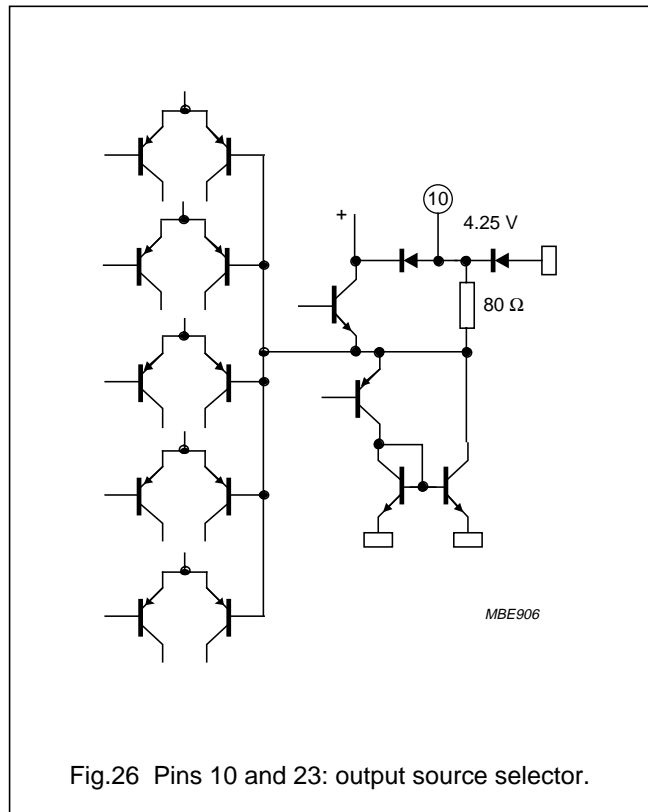 10
+
4.25 V
80 Ω
MBE906
Fig.26 Pins 10 and 23: output source selector.